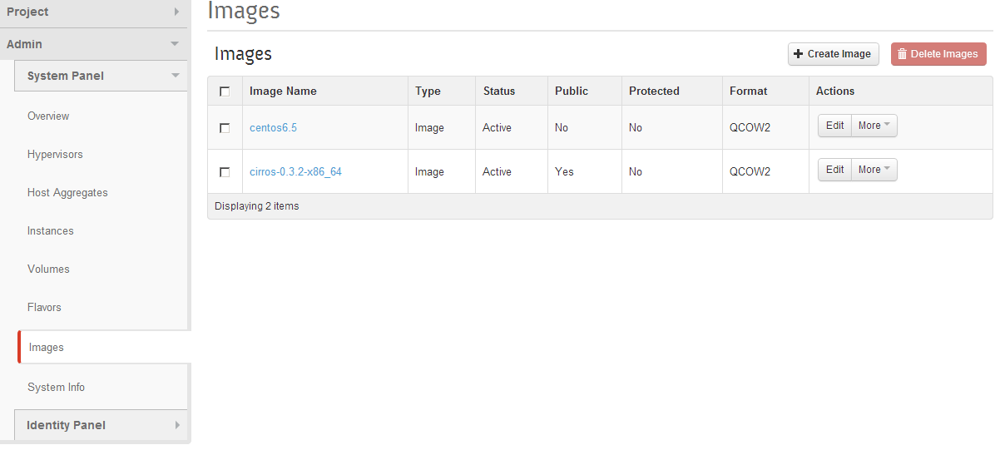 Project
Admin
System Panel
Overview
Hypervisors
Host Aggregates
Instances
Volumes
Flavors
Images
System Info
Identity Panel
Images
Images
Create Image Delete Images
Image Name Type Status Public Protected Format Actions
centos6.5 Image Active No No QCOW2 Edit More
cirros-0.3.2-x86_64 Image Active Yes No QCOW2 Edit More
Displaying 2 items